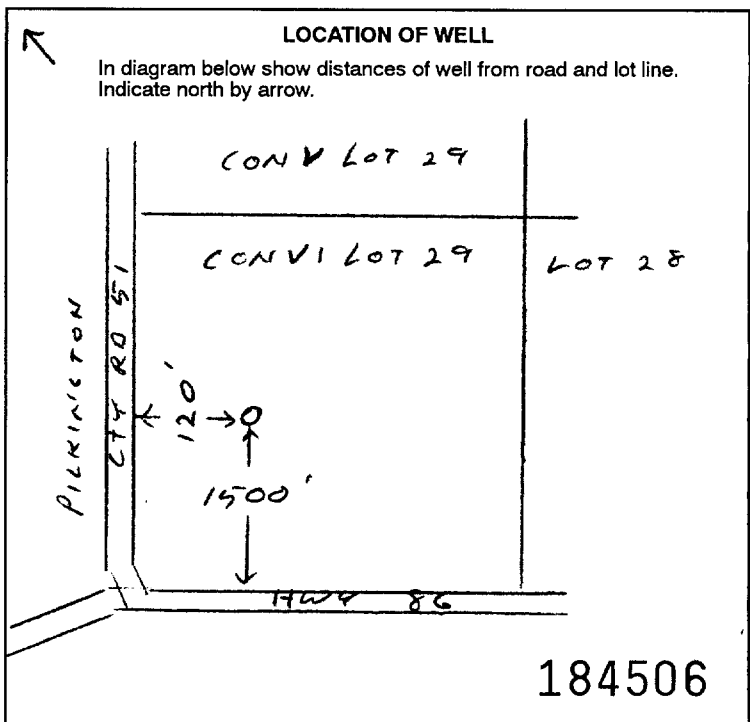 LOCATION OF WELL
In diagram below show distances of well from road and lot line.
Indicate north by arrow.
CON V LOT 29
CON VI LOT 29
LOT 28
PILKINGTON
CTY RD 51
120'
1500'
HWY 86
184506